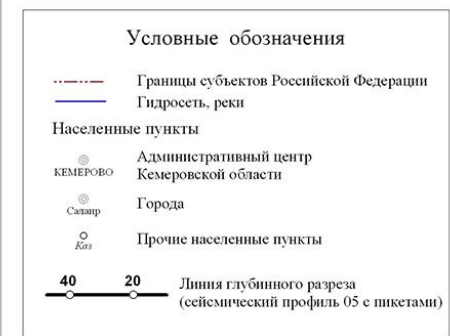 Условные обозначения
Границы субъектов Российской Федерации
Гидросеть, реки
Населенные пункты
Административный центр
КЕМЕРОВО Кемеровской области
Салаир Города
Каз Прочие населенные пункты
40 20 Линия глубинного разреза
(сейсмический профиль 05 с пикетами)